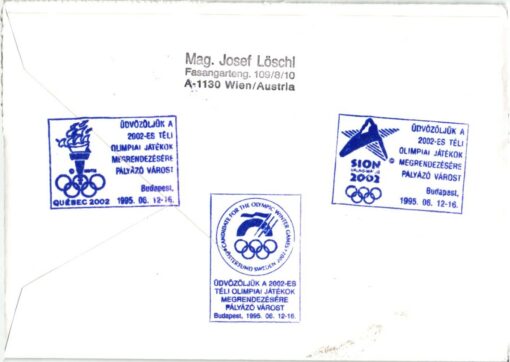 Mag. Josef Löschl
Fasangarteng. 109/8/10
A-1130 Wien/Austria
ÜDVÖZÖLJÜK A
2002-ES TÉLI
OLIMPIAI JÁTÉKOK
MEGRENDEZÉSÉRE
PÁLYÁZÓ VÁROST
QUÉBEC 2002
Budapest,
1995. 06. 12-16.
ÜDVÖZÖLJÜK A
2002-ES TÉLI
OLIMPIAI JÁTÉKOK
MEGRENDEZÉSÉRE
PÁLYÁZÓ VÁROST
SION
2002
Budapest,
1995. 06. 12-16.
CANDIDATE FOR THE OLYMPIC WINTER GAMES
ÖSTERSUND SWEDEN 2002
ÜDVÖZÖLJÜK A 2002-ES
TÉLI OLIMPIAI JÁTÉKOK
MEGRENDEZÉSÉRE
PÁLYÁZÓ VÁROST
Budapest, 1995. 06. 12-16.